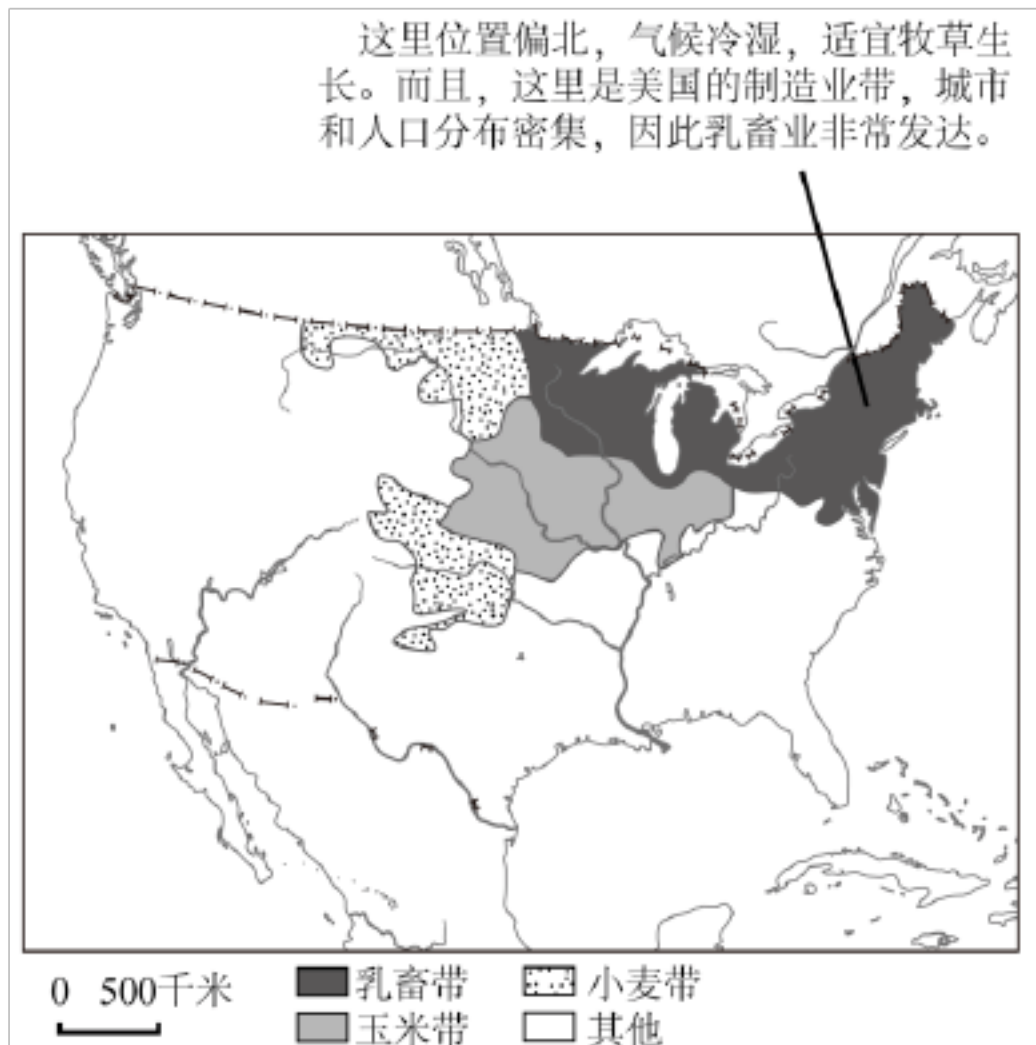 这里位置偏北，气候冷湿，适宜牧草生
长。而且，这里是美国的制造业带，城市
和人口分布密集，因此乳畜业非常发达。
0 500千米
乳畜带 小麦带
玉米带 其他